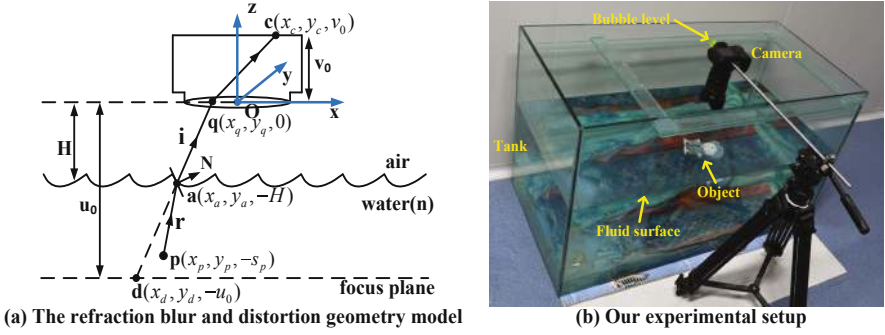 z
c(x_c, y_c, v_0)
v_0
y
O
x
q(x_q, y_q, 0)
i
H
N
air
a(x_a, y_a, −H)
water(n)
u_0
r
p(x_p, y_p, −s_p)
d(x_d, y_d, −u_0)
focus plane
(a) The refraction blur and distortion geometry model
Bubble level
Camera
Tank
Object
Fluid surface
(b) Our experimental setup